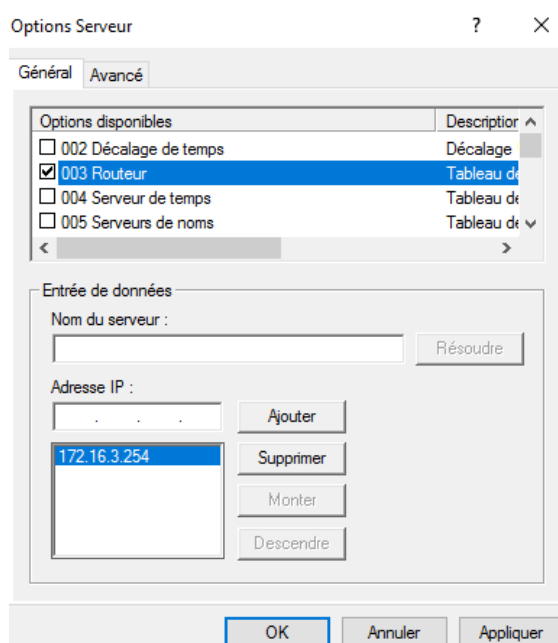 Options Serveur ?
Général Avancé
Options disponibles Description
002 Décalage de temps Décalage
003 Routeur Tableau de
004 Serveur de temps Tableau de
005 Serveurs de noms Tableau de
Entrée de données
Nom du serveur :
Résoudre
Adresse IP :
. . . Ajouter
172.16.3.254 Supprimer
Monter
Descendre
OK Annuler Appliquer